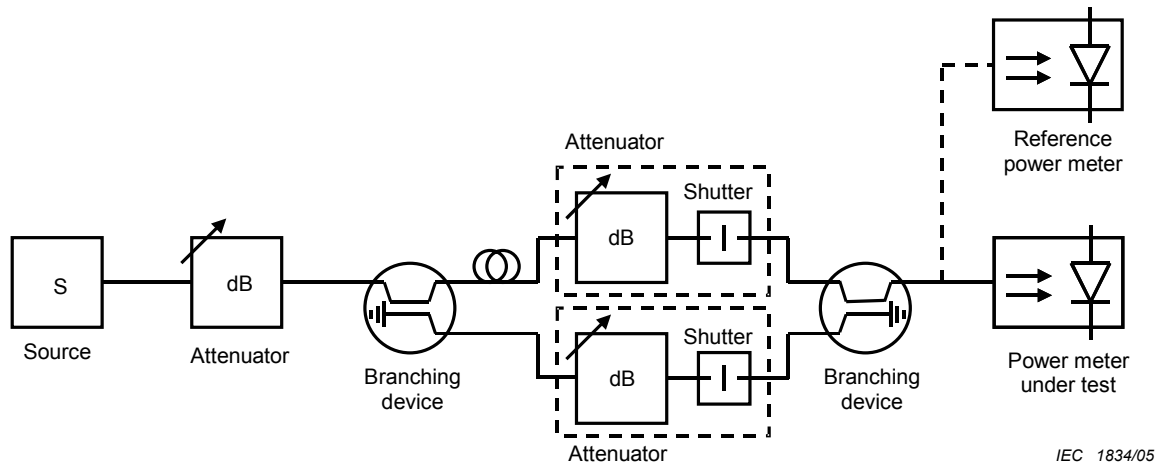 Reference
power meter
Attenuator
Shutter
dB
S
dB
Source
Attenuator
Branching
device
Shutter
dB
Attenuator
Branching
device
Power meter
under test
IEC 1834/05